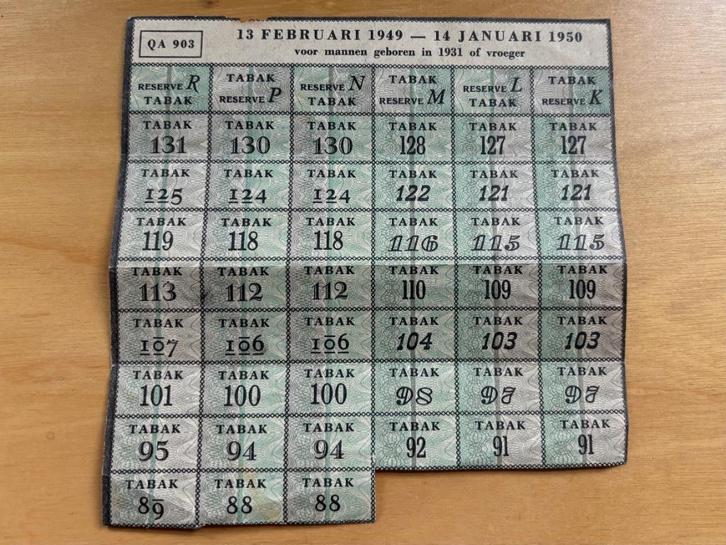 QA 903
13 FEBRUARI 1949 — 14 JANUARI 1950
voor mannen geboren in 1931 of vroeger
RESERVE R TABAK RESERVE N TABAK RESERVE L TABAK
TABAK RESERVE P TABAK RESERVE M TABAK RESERVE K
TABAK TABAK TABAK TABAK TABAK TABAK
131 130 130 128 127 127
TABAK TABAK TABAK TABAK TABAK TABAK
125 124 124 122 121 121
TABAK TABAK TABAK TABAK TABAK TABAK
119 118 118 116 115 115
TABAK TABAK TABAK TABAK TABAK TABAK
113 112 112 110 109 109
TABAK TABAK TABAK TABAK TABAK TABAK
107 106 106 104 103 103
TABAK TABAK TABAK TABAK TABAK TABAK
101 100 100 98 97 97
TABAK TABAK TABAK TABAK TABAK TABAK
95 94 94 92 91 91
TABAK TABAK TABAK
89 88 88